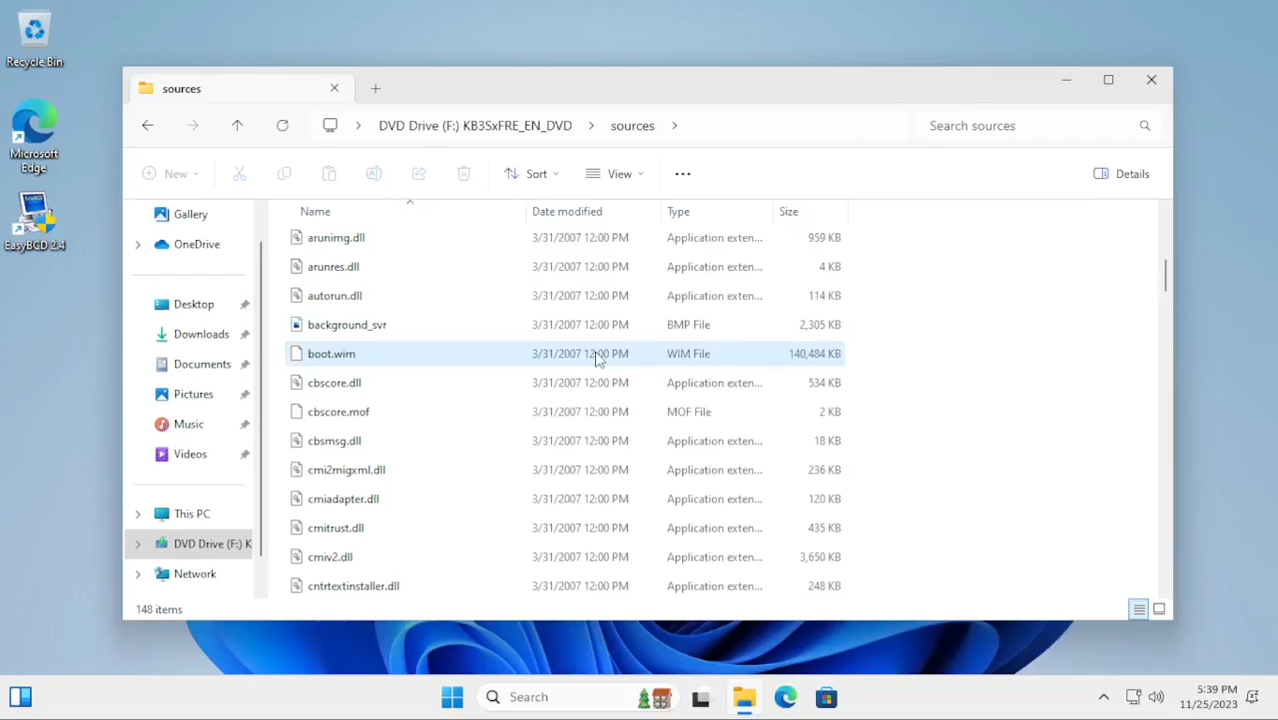 Recycle Bin
Microsoft
Edge
EasyBCD 2.4
sources
DVD Drive (F:) KB3SxFRE_EN_DVD
sources
Search sources
New
Sort
View
Details
Gallery
OneDrive
Desktop
Downloads
Documents
Pictures
Music
Videos
This PC
DVD Drive (F:) K
Network
Name Date modified Type Size
arunimg.dll 3/31/2007 12:00 PM Application exten... 959 KB
arunres.dll 3/31/2007 12:00 PM Application exten... 4 KB
autorun.dll 3/31/2007 12:00 PM Application exten... 114 KB
background_svr 3/31/2007 12:00 PM BMP File 2,305 KB
boot.wim 3/31/2007 12:00 PM WIM File 140,484 KB
cbscore.dll 3/31/2007 12:00 PM Application exten... 534 KB
cbscore.mof 3/31/2007 12:00 PM MOF File 2 KB
cbsmsg.dll 3/31/2007 12:00 PM Application exten... 18 KB
cmi2migxml.dll 3/31/2007 12:00 PM Application exten... 236 KB
cmiadapter.dll 3/31/2007 12:00 PM Application exten... 120 KB
cmitrust.dll 3/31/2007 12:00 PM Application exten... 435 KB
cmiv2.dll 3/31/2007 12:00 PM Application exten... 3,650 KB
cntrtextinstaller.dll 3/31/2007 12:00 PM Application exten... 248 KB
148 items
Search
5:39 PM
11/25/2023